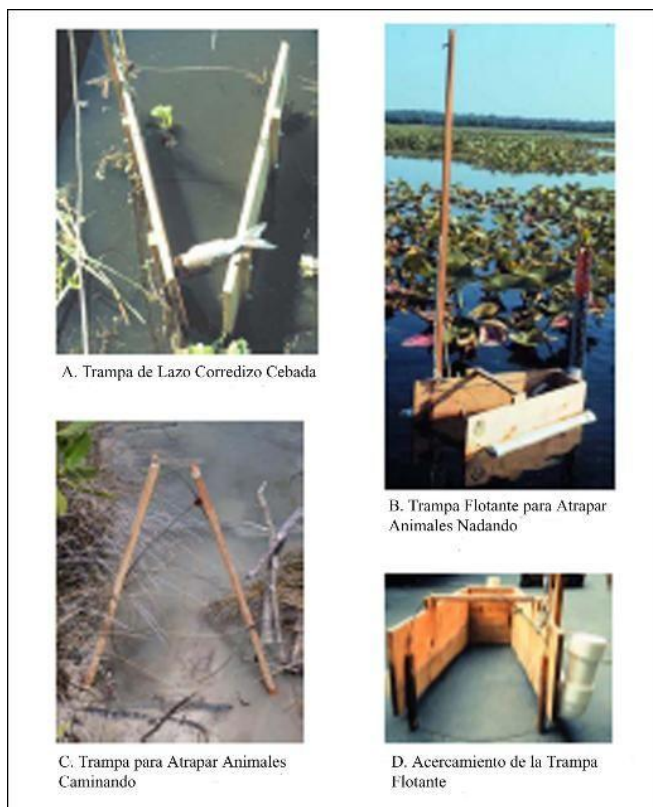 A. Trampa de Lazo Corredizo Cebada
B. Trampa Flotante para Atrapar
Animales Nadando
C. Trampa para Atrapar Animales
Caminando
D. Acercamiento de la Trampa
Flotante